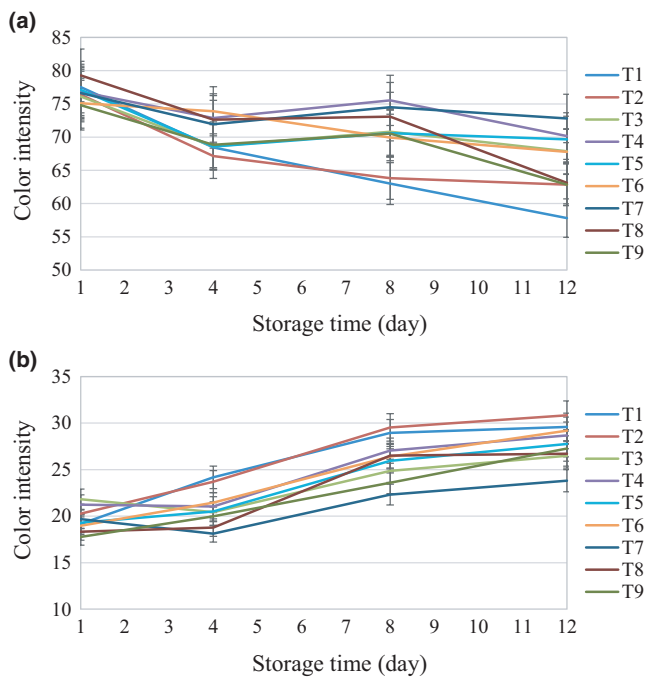 (a)
85
80
75
70
65
60
55
50
Color intensity
1 2 3 4 5 6 7 8 9 10 11 12
Storage time (day)
T1
T2
T3
T4
T5
T6
T7
T8
T9
(b)
35
30
25
20
15
10
Color intensity
1 2 3 4 5 6 7 8 9 10 11 12
Storage time (day)
T1
T2
T3
T4
T5
T6
T7
T8
T9